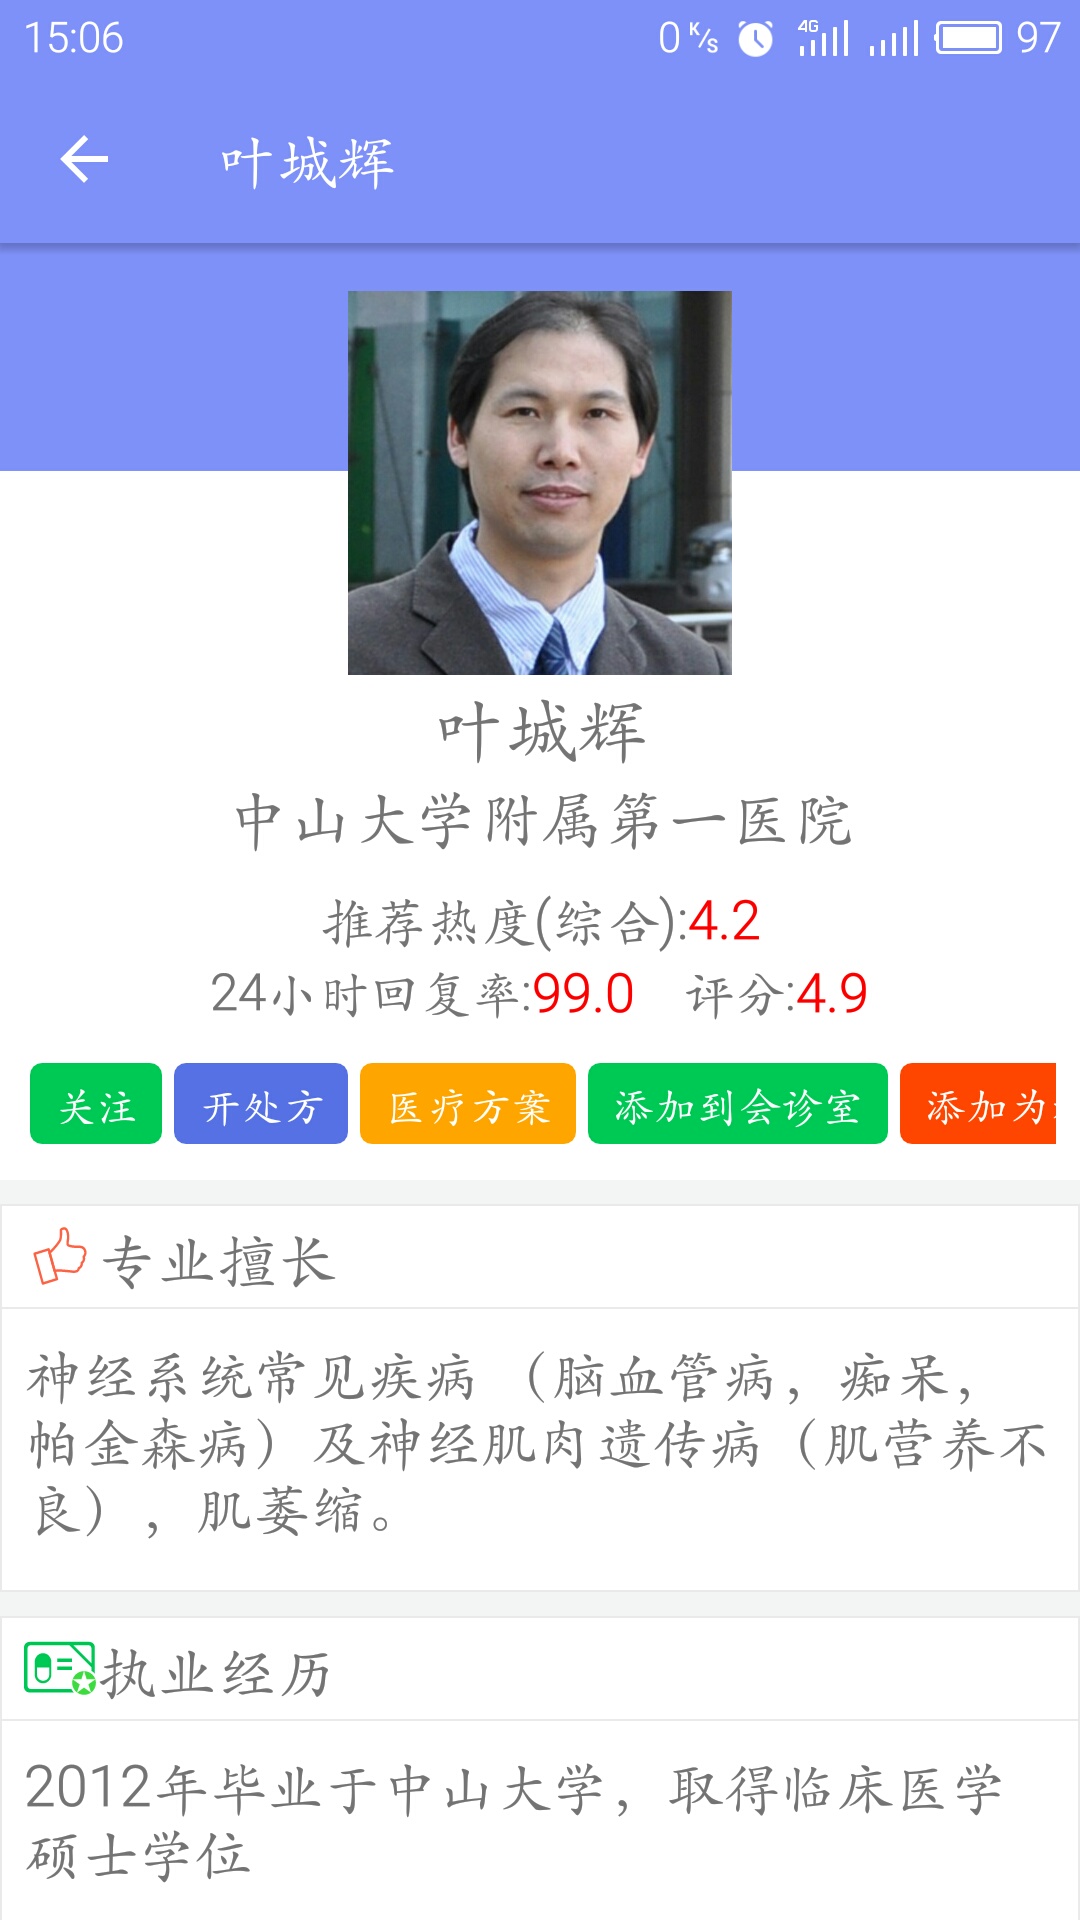 15:06 0 K/s 4G 97
叶城辉
叶城辉
中山大学附属第一医院
推荐热度(综合):4.2
24小时回复率:99.0 评分:4.9
关注 开处方 医疗方案 添加到会诊室 添加为
专业擅长
神经系统常见疾病 （脑血管病，痴呆，
帕金森病）及神经肌肉遗传病（肌营养不
良），肌萎缩。
执业经历
2012年毕业于中山大学，取得临床医学
硕士学位